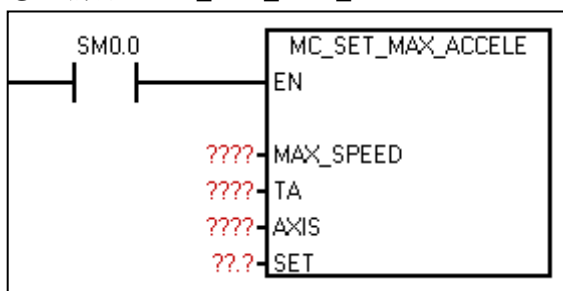 SM0.0
MC_SET_MAX_ACCELE
EN
???? MAX_SPEED
???? TA
???? AXIS
??.? SET